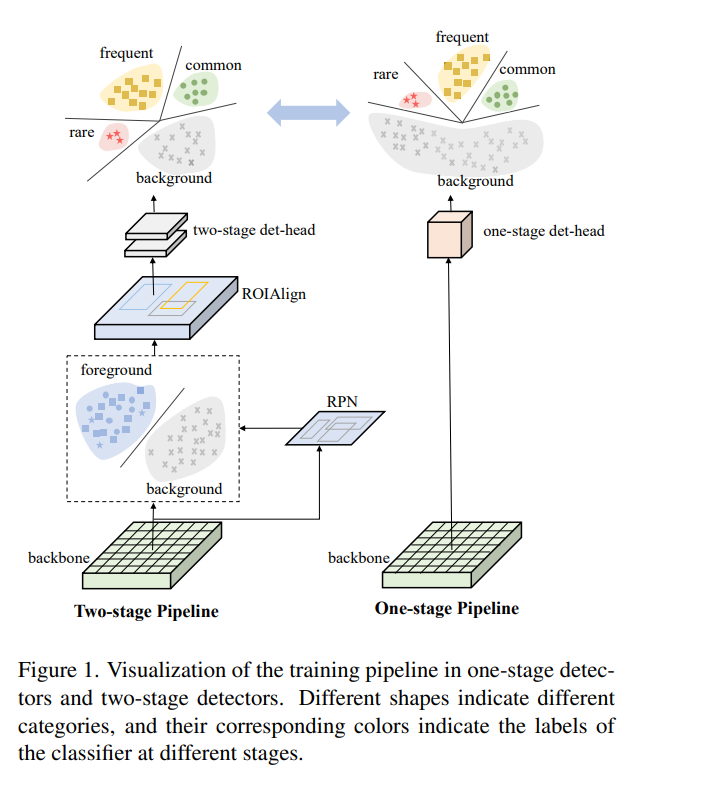 frequent
common
rare
background
two-stage det-head
ROIAlign
foreground
background
RPN
backbone
Two-stage Pipeline
frequent
rare
common
background
one-stage det-head
backbone
One-stage Pipeline
Figure 1. Visualization of the training pipeline in one-stage detec-
tors and two-stage detectors. Different shapes indicate different
categories, and their corresponding colors indicate the labels of
the classifier at different stages.